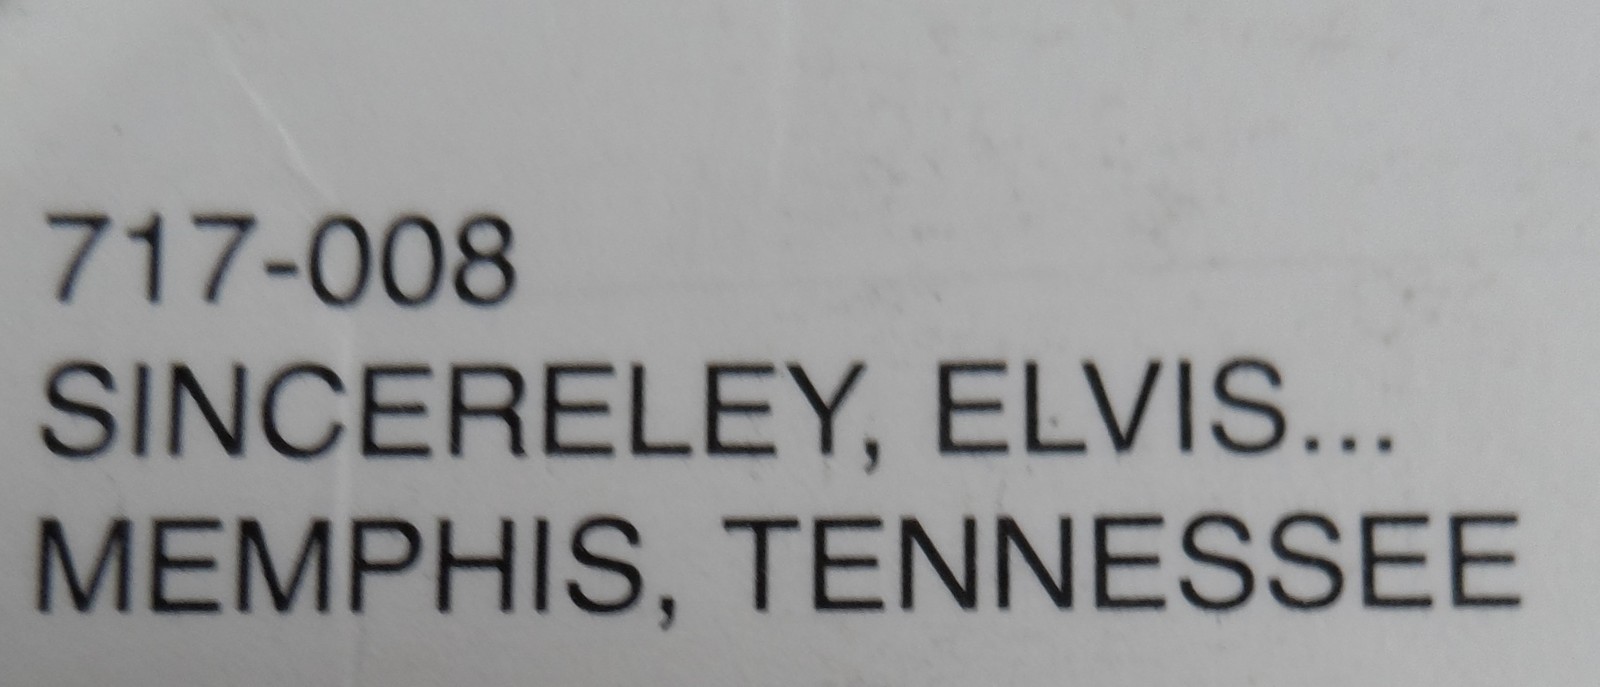 717-008
SINCERELEY, ELVIS...
MEMPHIS, TENNESSEE